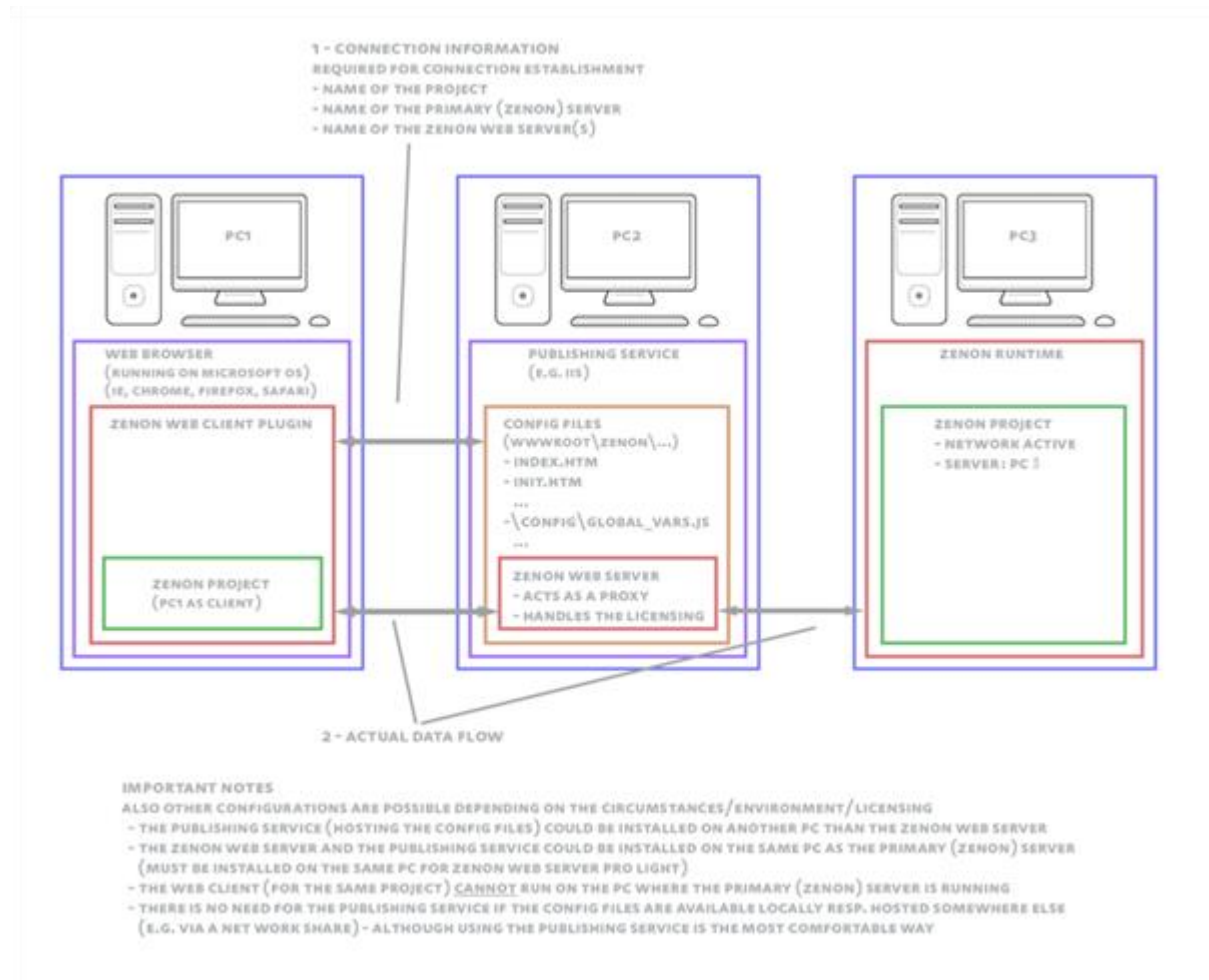 1 - CONNECTION INFORMATION
REQUIRED FOR CONNECTION ESTABLISHMENT
- NAME OF THE PROJECT
- NAME OF THE PRIMARY (ZENON) SERVER
- NAME OF THE ZENON WEB SERVER(S)
PC1
WEB BROWSER
(RUNNING ON MICROSOFT OS)
(IE, CHROME, FIREFOX, SAFARI)
ZENON WEB CLIENT PLUGIN
ZENON PROJECT
(PC1 AS CLIENT)
PC2
PUBLISHING SERVICE
(E.G. IIS)
CONFIG FILES
(WWWROOT\ZENON\...)
- INDEX.HTM
- INIT.HTM
...
-\CONFIG\GLOBAL_VARS.JS
...
ZENON WEB SERVER
- ACTS AS A PROXY
- HANDLES THE LICENSING
PC3
ZENON RUNTIME
ZENON PROJECT
- NETWORK ACTIVE
- SERVER: PC 3
2 - ACTUAL DATA FLOW
IMPORTANT NOTES
ALSO OTHER CONFIGURATIONS ARE POSSIBLE DEPENDING ON THE CIRCUMSTANCES/ENVIRONMENT/LICENSING
- THE PUBLISHING SERVICE (HOSTING THE CONFIG FILES) COULD BE INSTALLED ON ANOTHER PC THAN THE ZENON WEB SERVER
- THE ZENON WEB SERVER AND THE PUBLISHING SERVICE COULD BE INSTALLED ON THE SAME PC AS THE PRIMARY (ZENON) SERVER
(MUST BE INSTALLED ON THE SAME PC FOR ZENON WEB SERVER PRO LIGHT)
- THE WEB CLIENT (FOR THE SAME PROJECT) CANNOT RUN ON THE PC WHERE THE PRIMARY (ZENON) SERVER IS RUNNING
- THERE IS NO NEED FOR THE PUBLISHING SERVICE IF THE CONFIG FILES ARE AVAILABLE LOCALLY RESP. HOSTED SOMEWHERE ELSE
(E.G. VIA A NET WORK SHARE) - ALTHOUGH USING THE PUBLISHING SERVICE IS THE MOST COMFORTABLE WAY